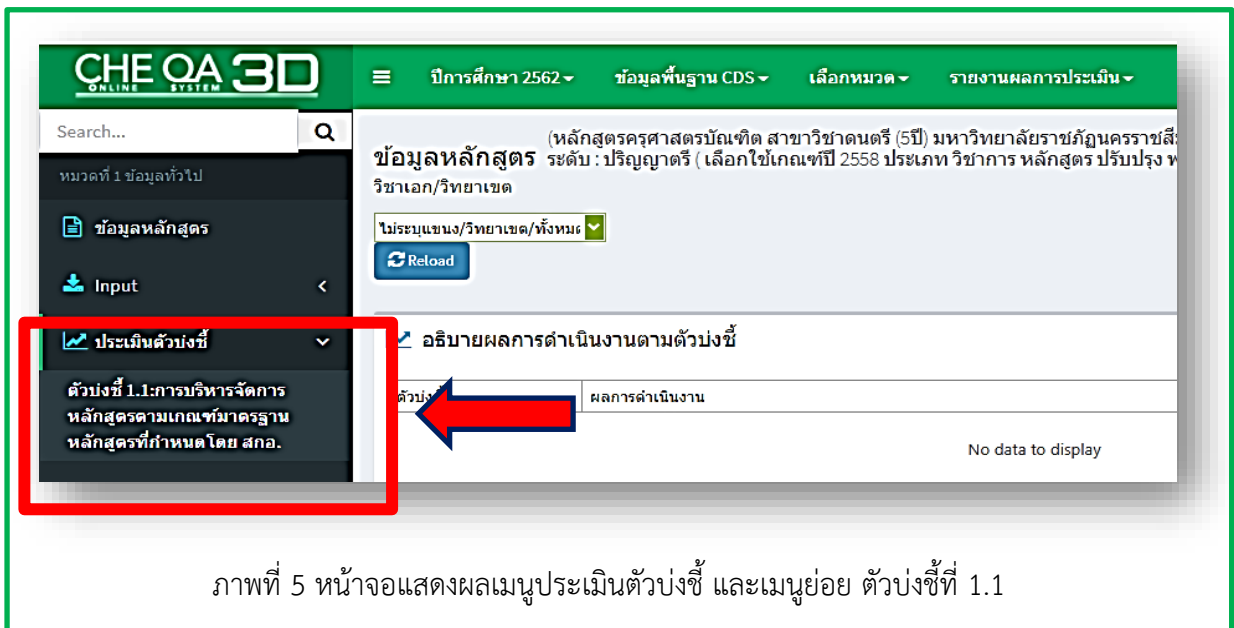 CHE QA 3D
ONLINE SYSTEM
ปีการศึกษา 2562 ข้อมูลพื้นฐาน CDS เลือกหมวด รายงานผลการประเมิน
Search...
หมวดที่ 1 ข้อมูลทั่วไป
ข้อมูลหลักสูตร
Input
ประเมินตัวบ่งชี้
ตัวบ่งชี้ 1.1:การบริหารจัดการ
หลักสูตรตามเกณฑ์มาตรฐาน
หลักสูตรที่กำหนดโดย สกอ.
(หลักสูตรครุศาสตรบัณฑิต สาขาวิชาดนตรี (5ปี) มหาวิทยาลัยราชภัฏนครราชสี
ข้อมูลหลักสูตร ระดับ : ปริญญาตรี ( เลือกใช้เกณฑ์ปี 2558 ประเภท วิชาการ หลักสูตร ปรับปรุง
วิชาเอก/วิทยาเขต
ไม่ระบุแขนง/วิทยาเขต/ทั้งหม
Reload
อธิบายผลการดำเนินงานตามตัวบ่งชี้
ตัวบ่ง ผลการดำเนินงาน
No data to display
ภาพที่ 5 หน้าจอแสดงผลเมนูประเมินตัวบ่งชี้ และเมนูย่อย ตัวบ่งชี้ที่ 1.1